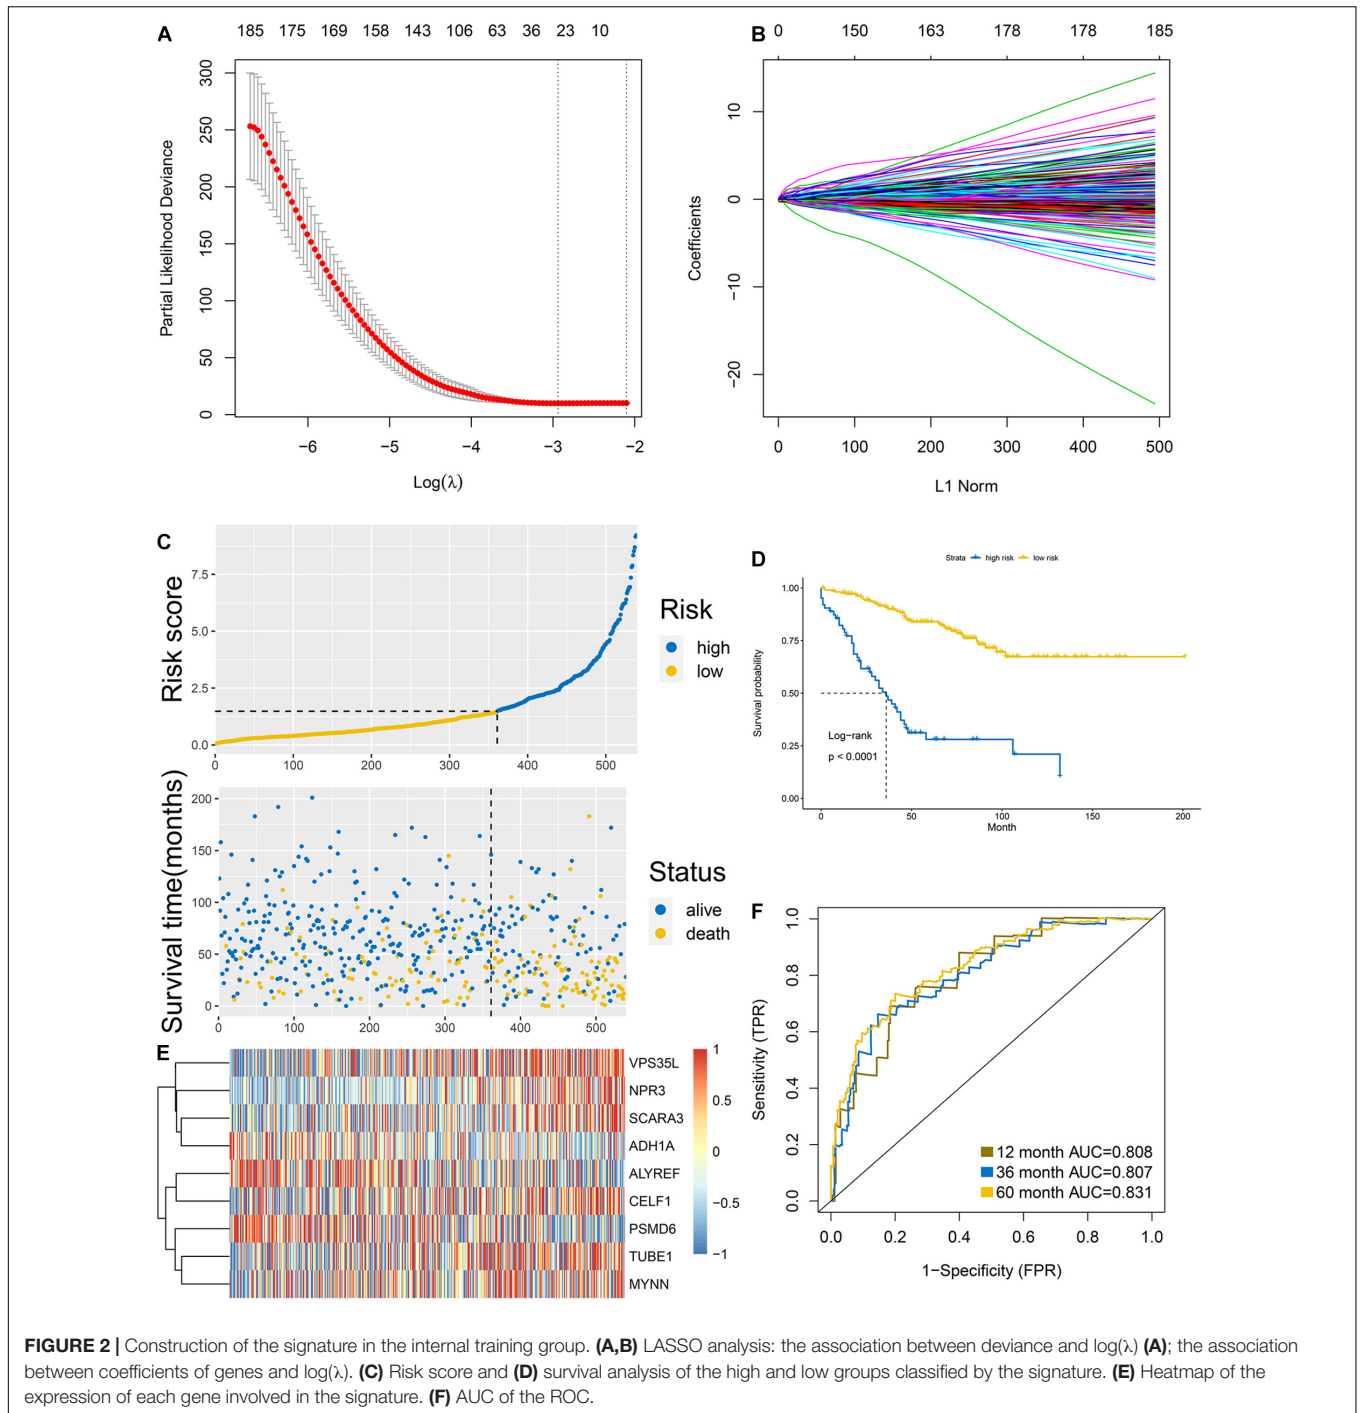 A
185 175 169 158 143 106 63 36 23 10
300
250
200
150
100
50
0
Partial Likelihood Deviance
−6 −5 −4 −3 −2
Log(λ)
B
0 150 163 178 178 185
10
0
−10
−20
Coefficients
0 100 200 300 400 500
L1 Norm
C
7.5
5.0
2.5
0.0
Risk score
0 100 200 300 400 500
Risk
high
low
200
150
100
50
0
Survival time(months)
0 100 200 300 400 500
Status
alive
death
D
Strata high risk low risk
1.00
0.75
0.50
0.25
0.00
Survival probability
Log−rank
p < 0.0001
0 50 100 150 200
Month
E
VPS35L
NPR3
SCARA3
ADH1A
ALYREF
CELF1
PSMD6
TUBE1
MYNN
1
0.5
0
−0.5
−1
F
1.0
0.8
0.6
0.4
0.2
0.0
Sensitivity (TPR)
12 month AUC=0.808
36 month AUC=0.807
60 month AUC=0.831
0.0 0.2 0.4 0.6 0.8 1.0
1−Specificity (FPR)
FIGURE 2 | Construction of the signature in the internal training group. (A,B) LASSO analysis: the association between deviance and log(λ) (A); the association
between coefficients of genes and log(λ). (C) Risk score and (D) survival analysis of the high and low groups classified by the signature. (E) Heatmap of the
expression of each gene involved in the signature. (F) AUC of the ROC.